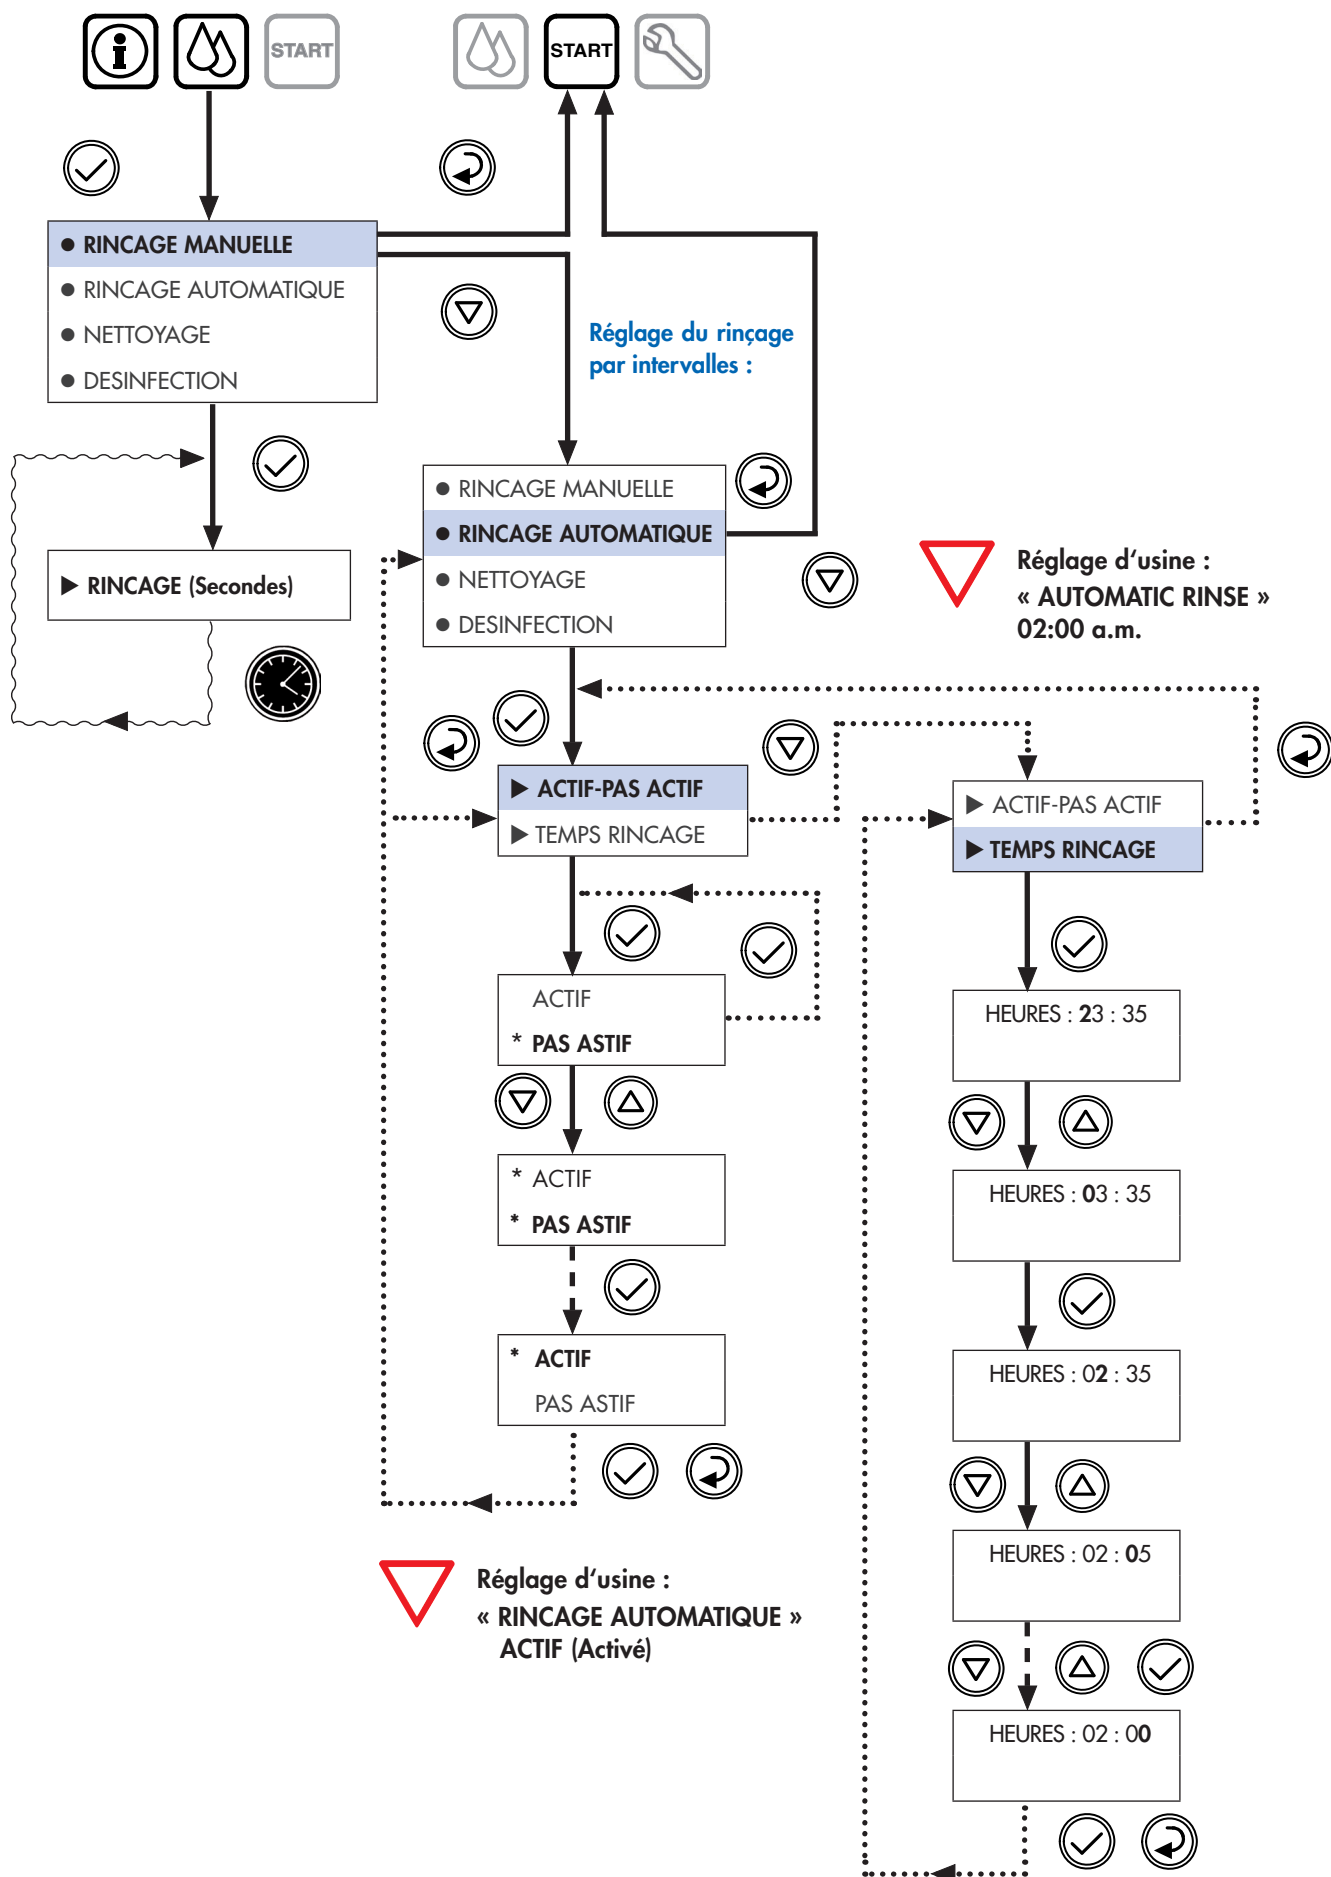 START
START
RINCAGE MANUELLE
RINCAGE AUTOMATIQUE
NETTOYAGE
DESINFECTION
RINCAGE (Secondes)
Réglage du rinçage
par intervalles :
RINCAGE MANUELLE
RINCAGE AUTOMATIQUE
NETTOYAGE
DESINFECTION
Réglage d‘usine :
« AUTOMATIC RINSE »
02:00 a.m.
ACTIF-PAS ACTIF
TEMPS RINCAGE
ACTIF
* PAS ASTIF
* ACTIF
* PAS ASTIF
* ACTIF
PAS ASTIF
Réglage d‘usine :
« RINCAGE AUTOMATIQUE »
ACTIF (Activé)
ACTIF-PAS ACTIF
TEMPS RINCAGE
HEURES : 23 : 35
HEURES : 03 : 35
HEURES : 02 : 35
HEURES : 02 : 05
HEURES : 02 : 00